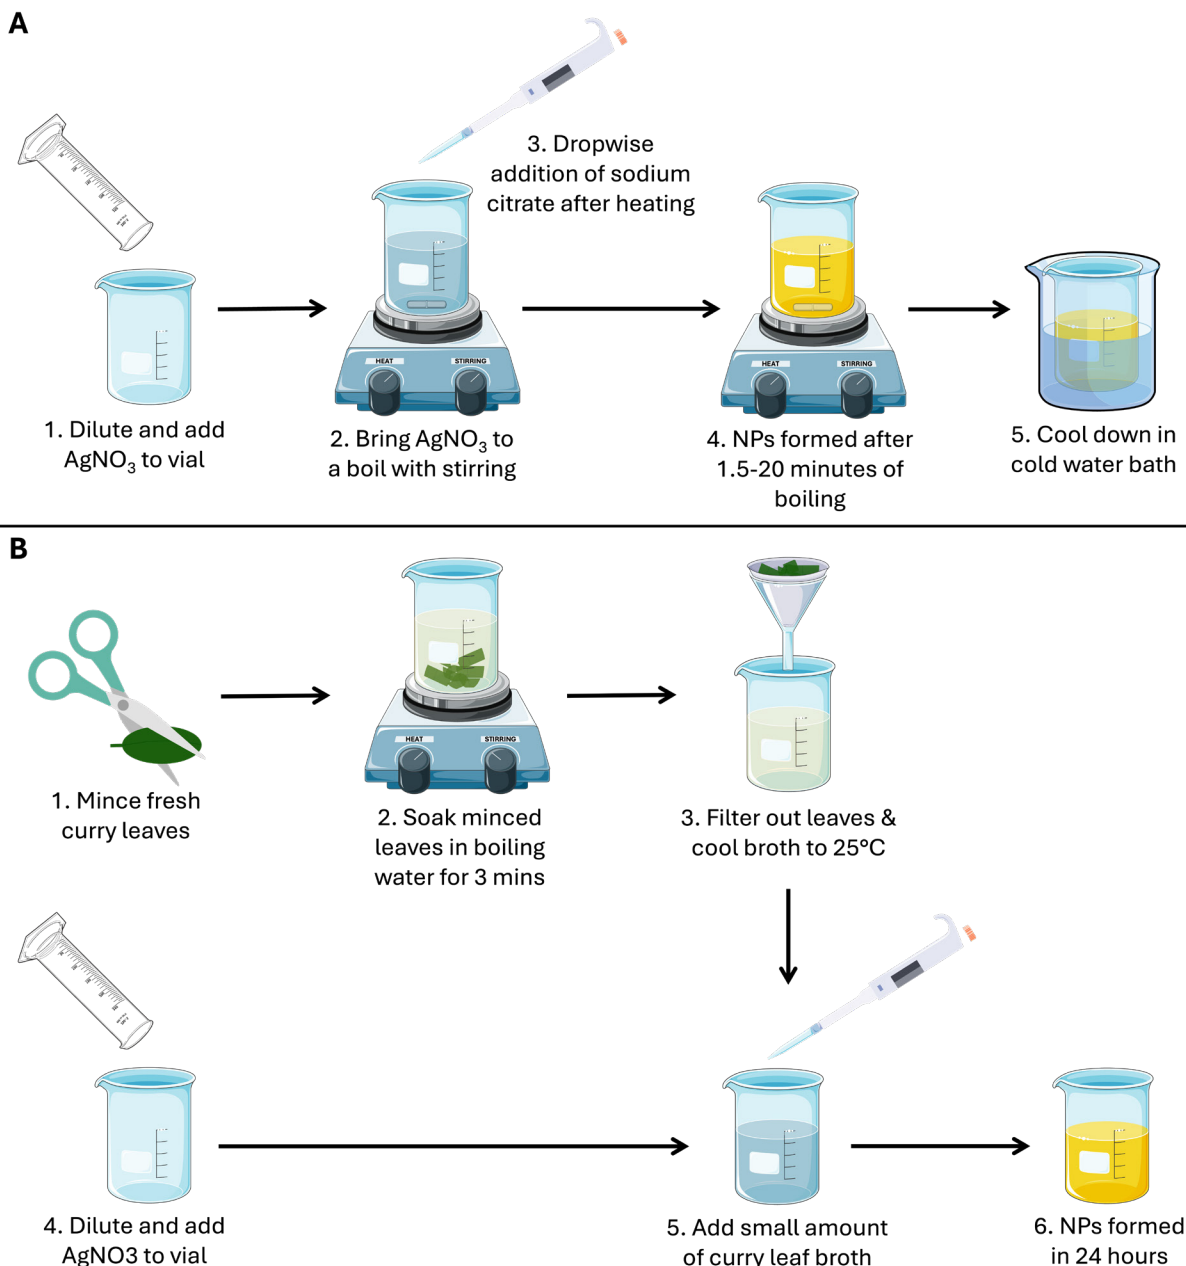 A
3. Dropwise
addition of sodium
citrate after heating
HEAT
STIRRING
HEAT
STIRRING
1. Dilute and add
AgNO₃ to vial
2. Bring AgNO₃ to
a boil with stirring
4. NPs formed after
1.5-20 minutes of
boiling
5. Cool down in
cold water bath
B
HEAT
STIRRING
1. Mince fresh
curry leaves
2. Soak minced
leaves in boiling
water for 3 mins
3. Filter out leaves &
cool broth to 25°C
4. Dilute and add
AgNO3 to vial
5. Add small amount
of curry leaf broth
6. NPs formed
in 24 hours